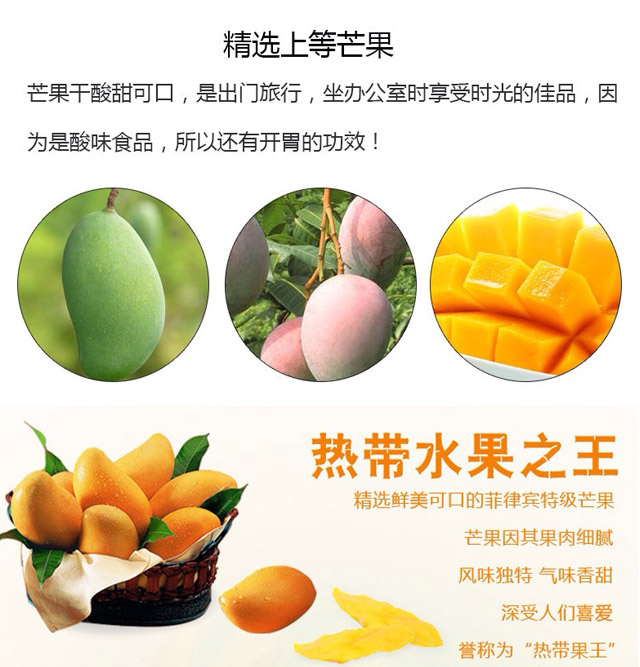 精选上等芒果
芒果干酸甜可口，是出门旅行，坐办公室时享受时光的佳品，因
为是酸味食品，所以还有开胃的功效！
热带水果之王
精选鲜美可口的菲律宾特级芒果
芒果因其果肉细腻
风味独特 气味香甜
深受人们喜爱
誉称为“热带果王”